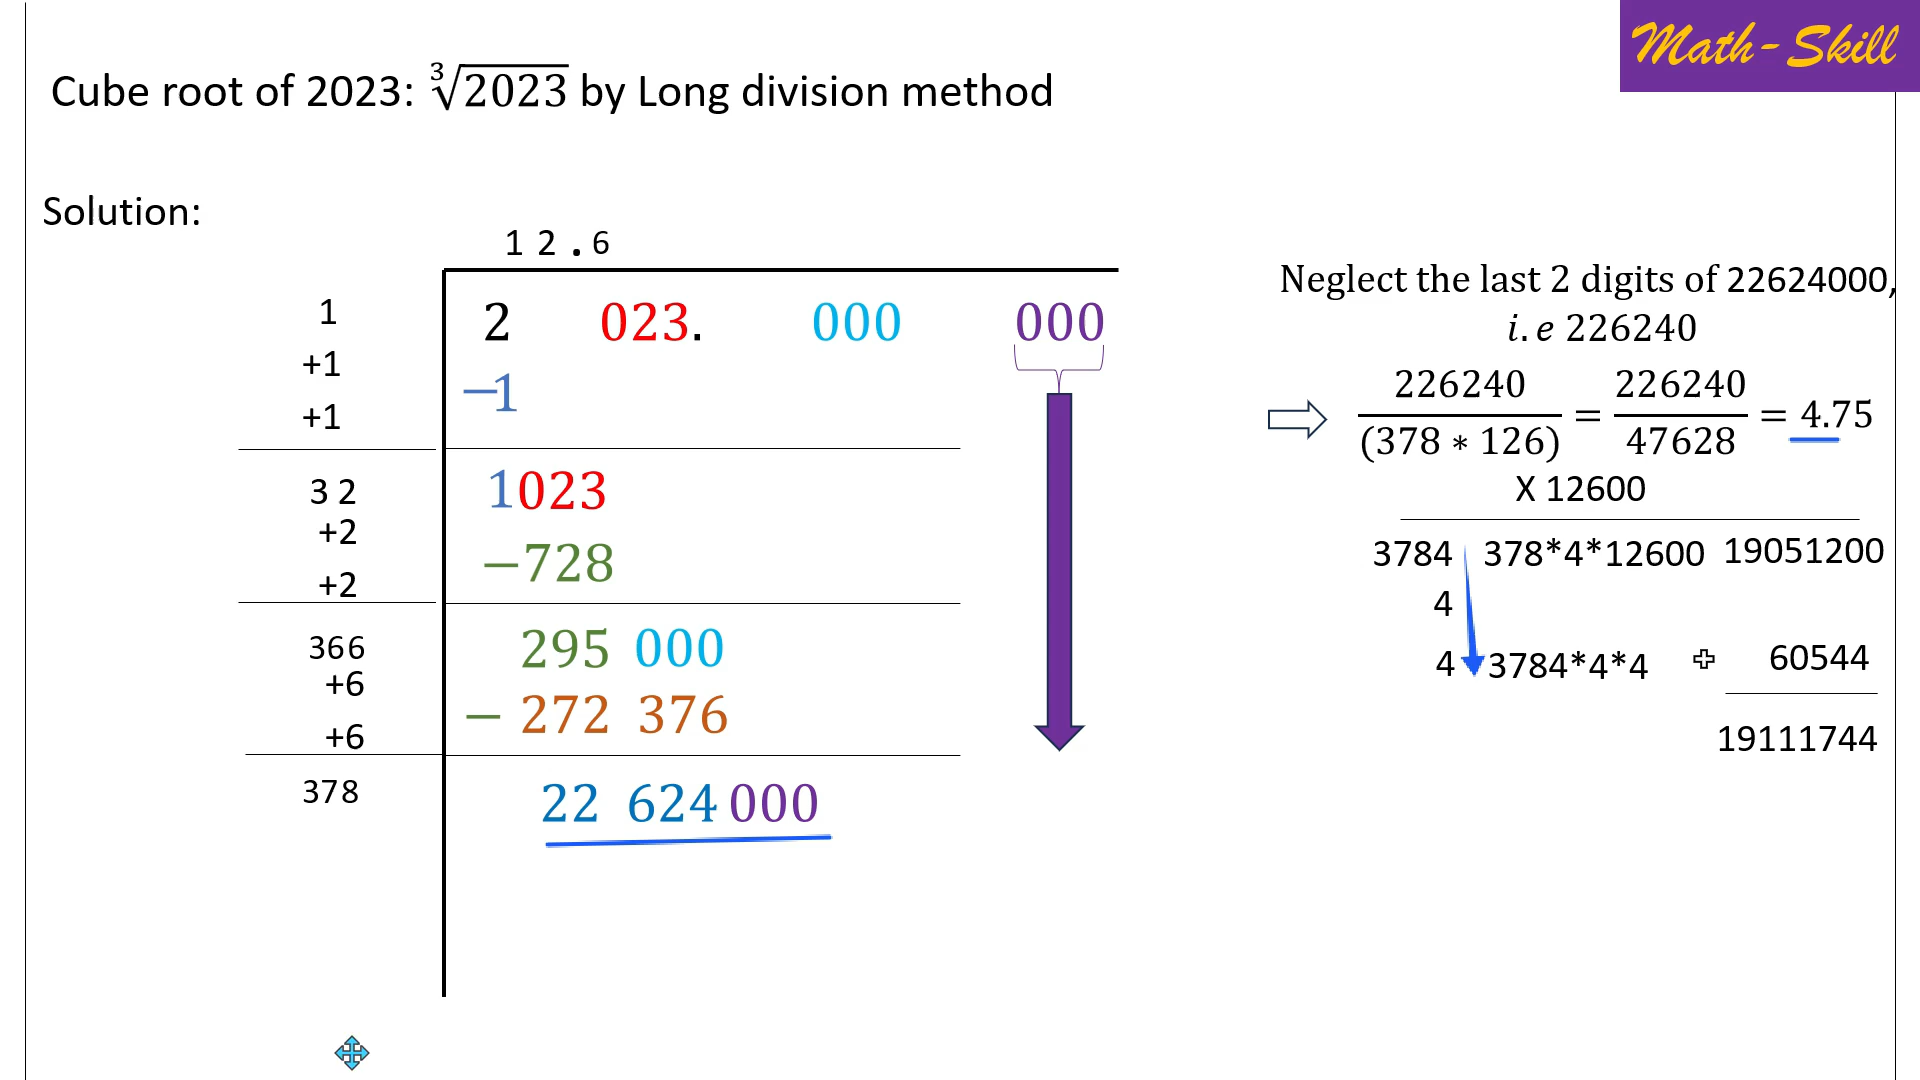 Math-Skill
Cube root of 2023: ∛2023 by Long division method
Solution:
1 2 . 6
1
+1
+1
3 2
+2
+2
366
+6
+6
378
2 023. 000 000
−1
1023
−728
295 000
− 272 376
22 624 000
Neglect the last 2 digits of 22624000,
i.e 226240
226240/(378 * 126) = 226240/47628 = 4.75
X 12600
3784 378*4*12600 19051200
4
4 3784*4*4 + 60544
19111744